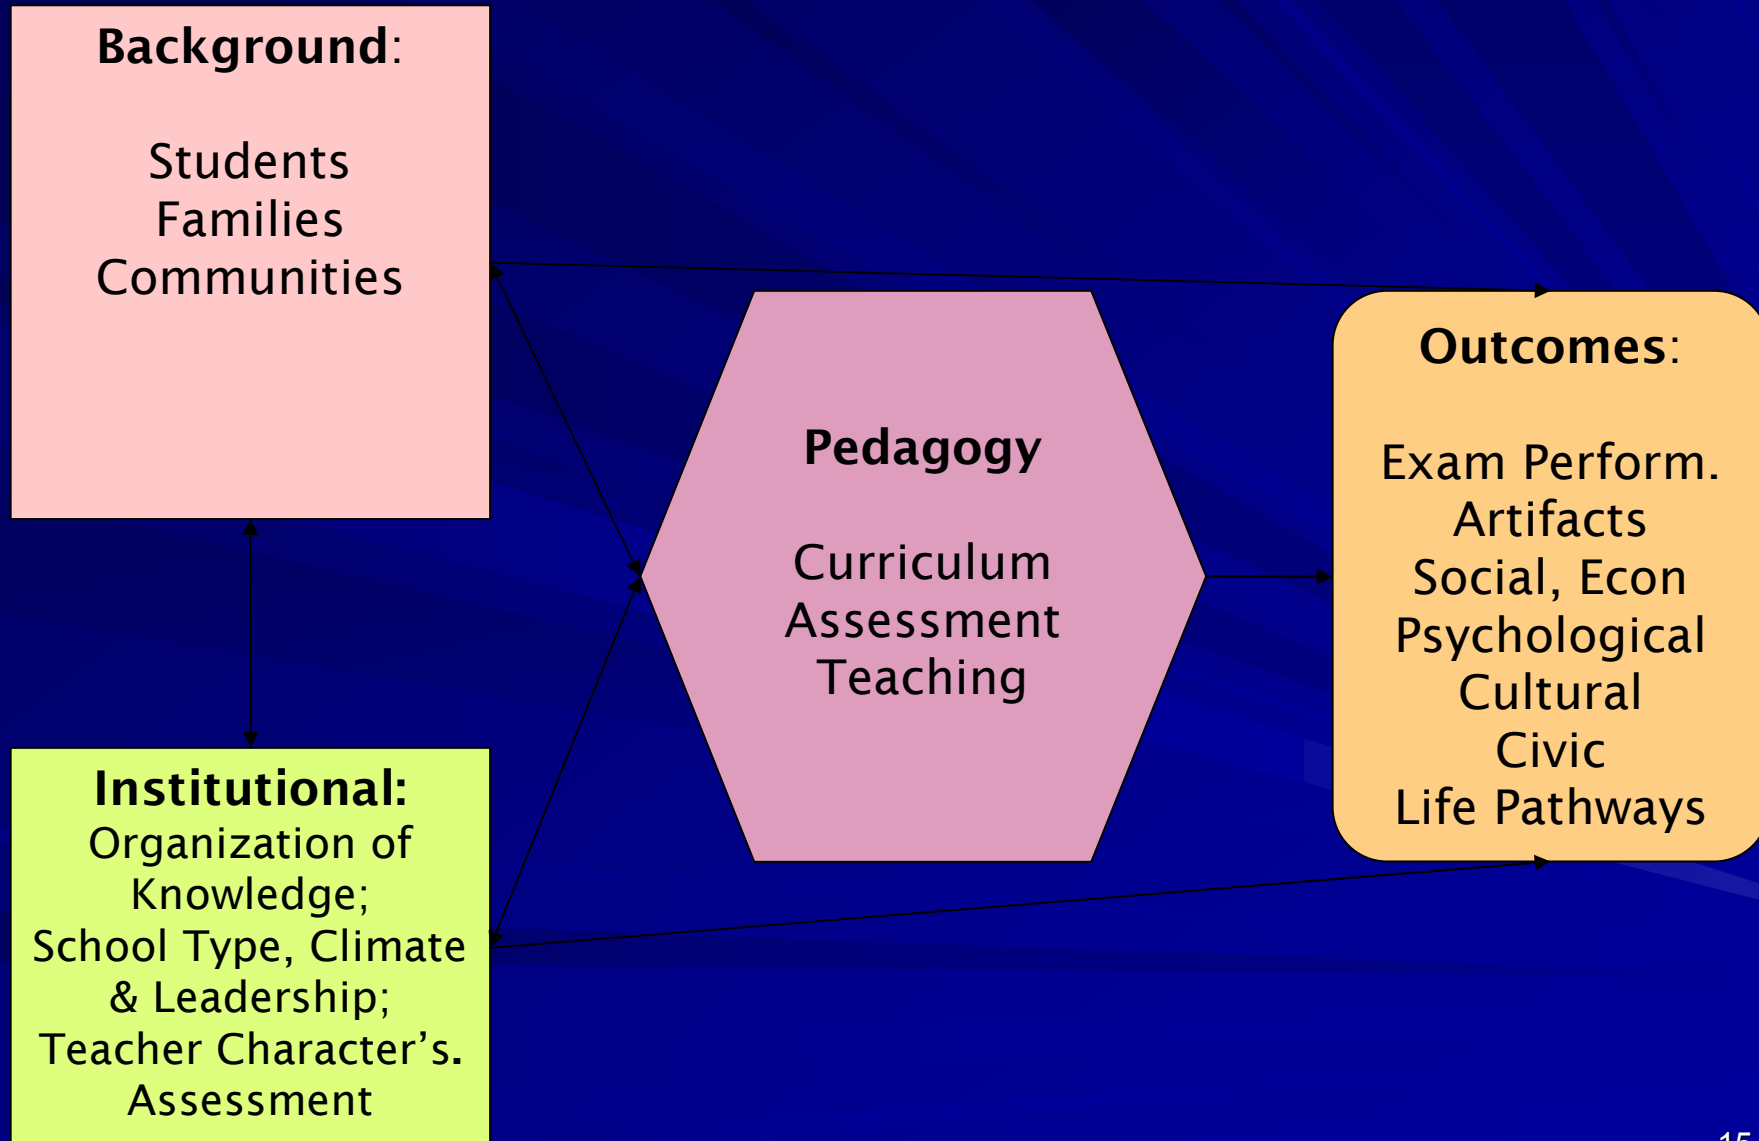 Background:
Students
Families
Communities
Institutional:
Organization of
Knowledge;
School Type, Climate
& Leadership;
Teacher Character’s.
Assessment
Pedagogy
Curriculum
Assessment
Teaching
Outcomes:
Exam Perform.
Artifacts
Social, Econ
Psychological
Cultural
Civic
Life Pathways
15